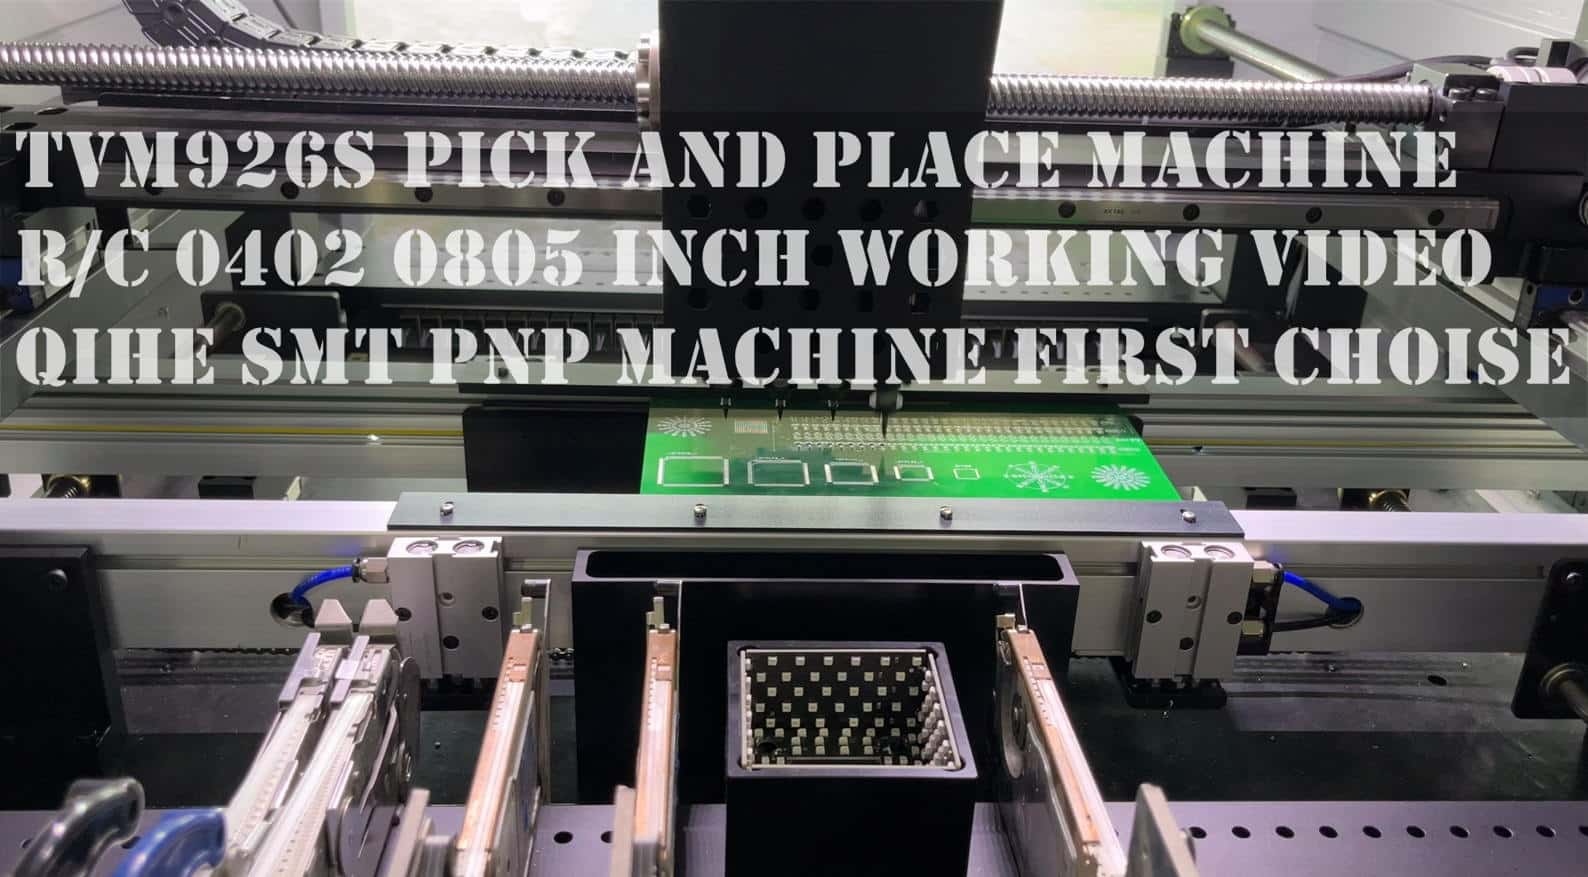 TVM926S PICK AND PLACE MACHINE
R/C 0402 0805 INCH WORKING VIDEO
QIHE SMT PNP MACHINE FIRST CHOISE